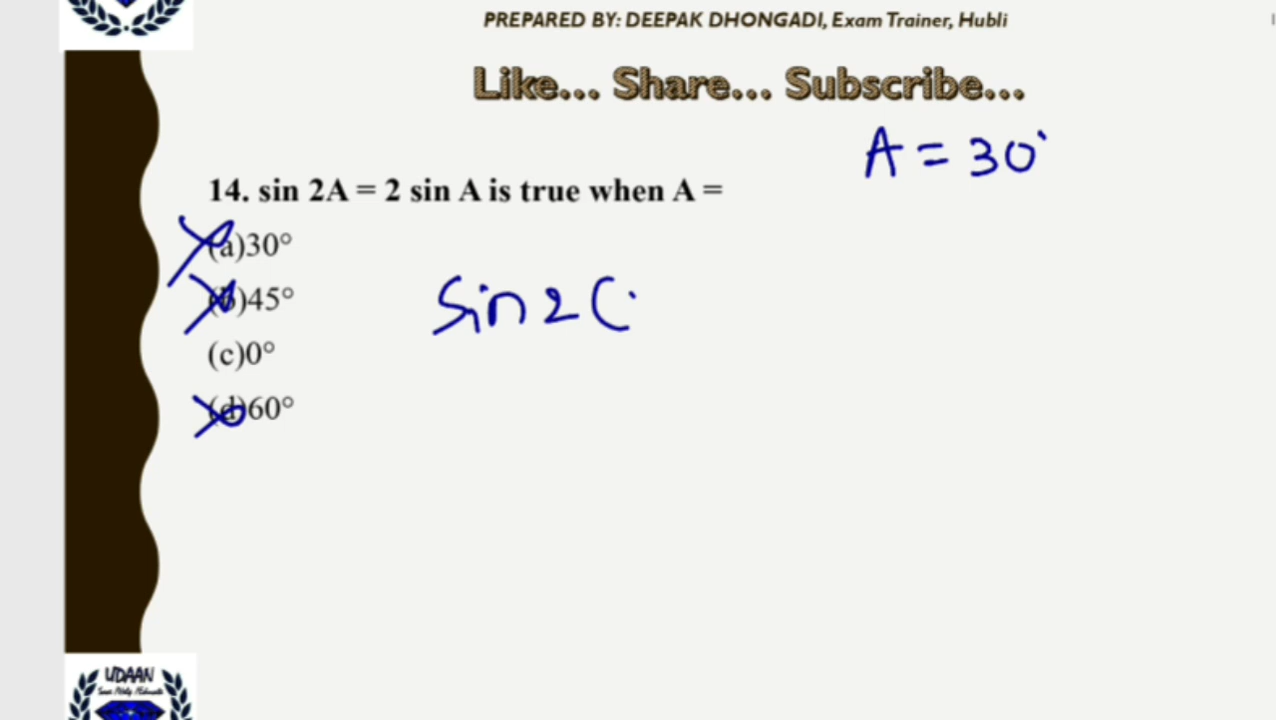 PREPARED BY: DEEPAK DHONGADI, Exam Trainer, Hubli
Like... Share... Subscribe...
A = 30°
14. sin 2A = 2 sin A is true when A =
(a)30°
(b)45°
sin 2 (
(c)0°
(d)60°
UDAAN